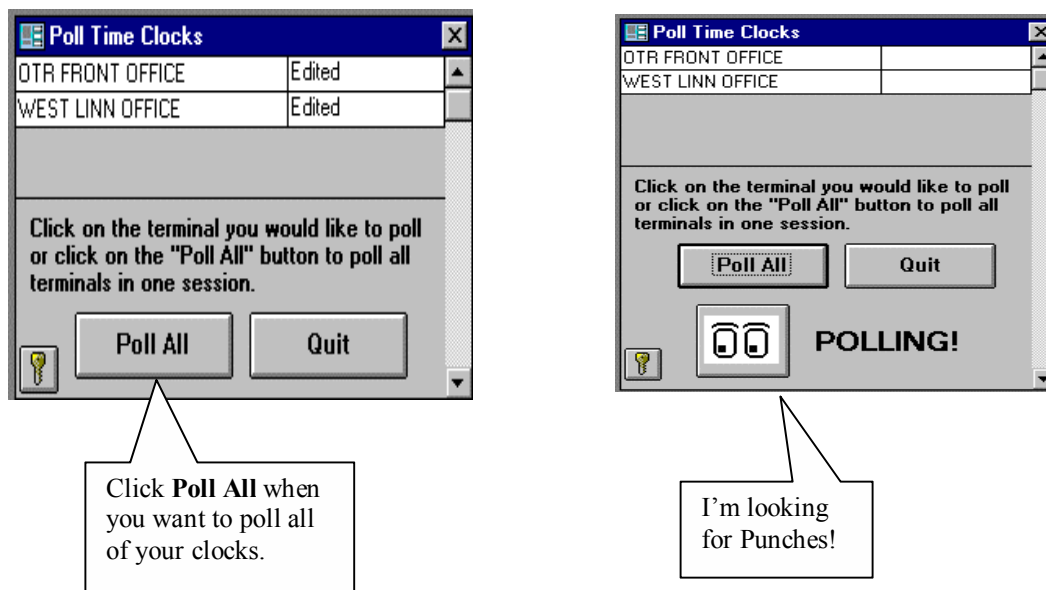 Poll Time Clocks
OTR FRONT OFFICE Edited
WEST LINN OFFICE Edited
Click on the terminal you would like to poll
or click on the "Poll All" button to poll all
terminals in one session.
Poll All Quit
Click Poll All when
you want to poll all
of your clocks.
Poll Time Clocks
OTR FRONT OFFICE
WEST LINN OFFICE
Click on the terminal you would like to poll
or click on the "Poll All" button to poll all
terminals in one session.
Poll All Quit
POLLING!
I'm looking
for Punches!